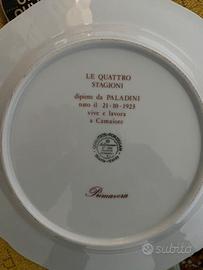 LE QUATTRO
STAGIONI
dipinto da PALADINI
nato il 21-10-1923
vive e lavora
a Camaiore
Primavera
subito